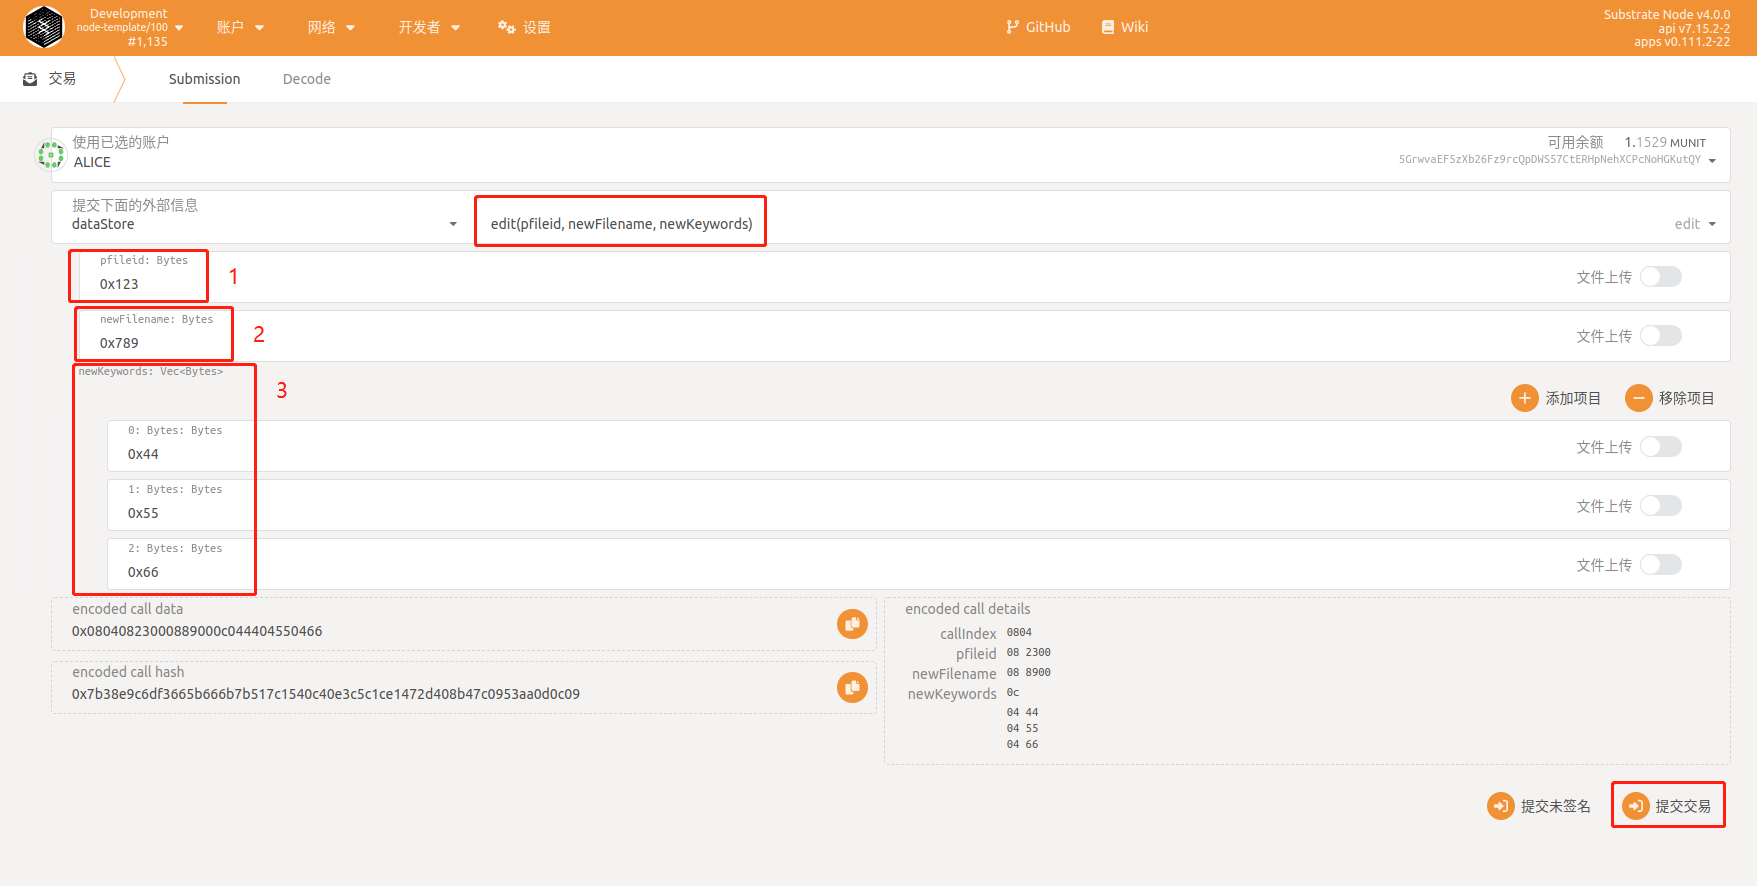 Development
node-template/100
#1,135
账户
网络
开发者
设置
GitHub
Wiki
Substrate Node v4.0.0
api v7.15.2-2
apps v0.111.2-22
交易
Submission
Decode
使用已选的账户
ALICE
可用余额 1.1529 MUNIT
5GrwvaEF5zXb26Fz9rcQpDWS57CtERHpNehXCPcNoHGKutQY
提交下面的外部信息
dataStore
edit(pfileid, newFilename, newKeywords)
edit
pfileid: Bytes
0x123
1
文件上传
newFilename: Bytes
0x789
2
文件上传
newKeywords: Vec<Bytes>
3
添加项目
移除项目
0: Bytes: Bytes
0x44
文件上传
1: Bytes: Bytes
0x55
文件上传
2: Bytes: Bytes
0x66
文件上传
encoded call data
0x08040823000889000c044404550466
encoded call hash
0x7b38e9c6df3665b666b7b517c1540c40e3c5c1ce1472d408b47c0953aa0d0c09
encoded call details
callIndex 0804
pfileid 08 2300
newFilename 08 8900
newKeywords 0c
04 44
04 55
04 66
提交未签名
提交交易